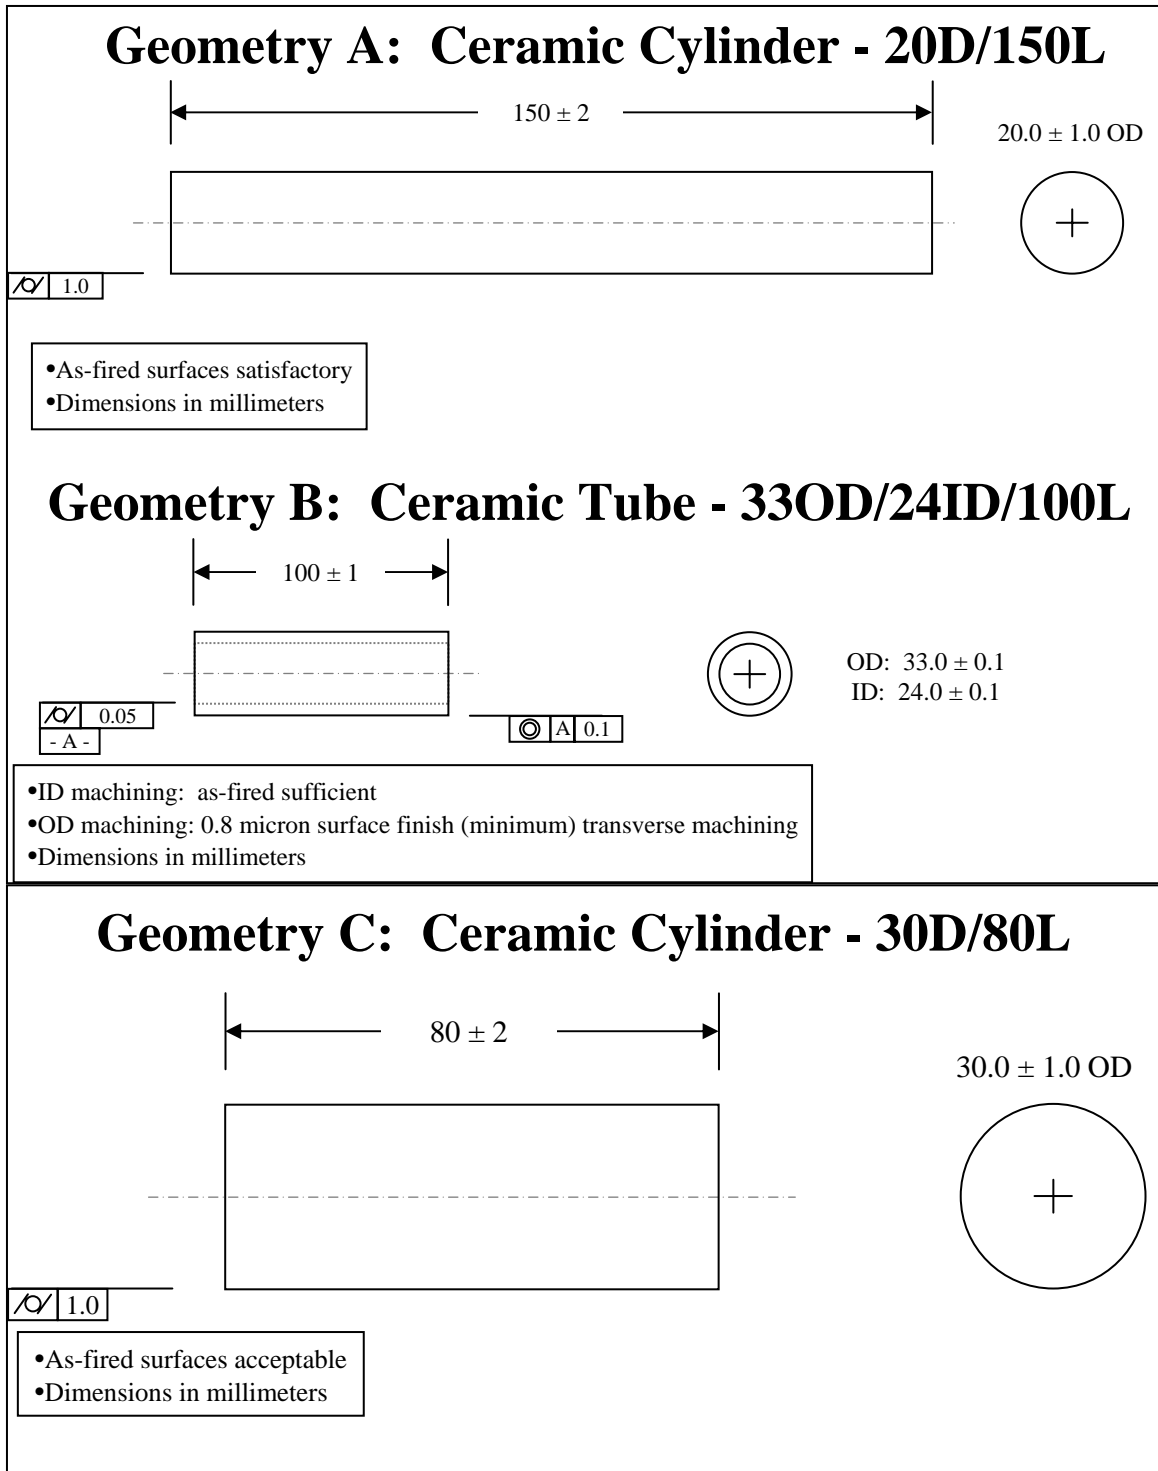 Geometry A: Ceramic Cylinder - 20D/150L
150 ± 2
20.0 ± 1.0 OD
1.0
•As-fired surfaces satisfactory
•Dimensions in millimeters
Geometry B: Ceramic Tube - 33OD/24ID/100L
100 ± 1
OD: 33.0 ± 0.1
ID: 24.0 ± 0.1
0.05
- A -
A 0.1
•ID machining: as-fired sufficient
•OD machining: 0.8 micron surface finish (minimum) transverse machining
•Dimensions in millimeters
Geometry C: Ceramic Cylinder - 30D/80L
80 ± 2
30.0 ± 1.0 OD
1.0
•As-fired surfaces acceptable
•Dimensions in millimeters